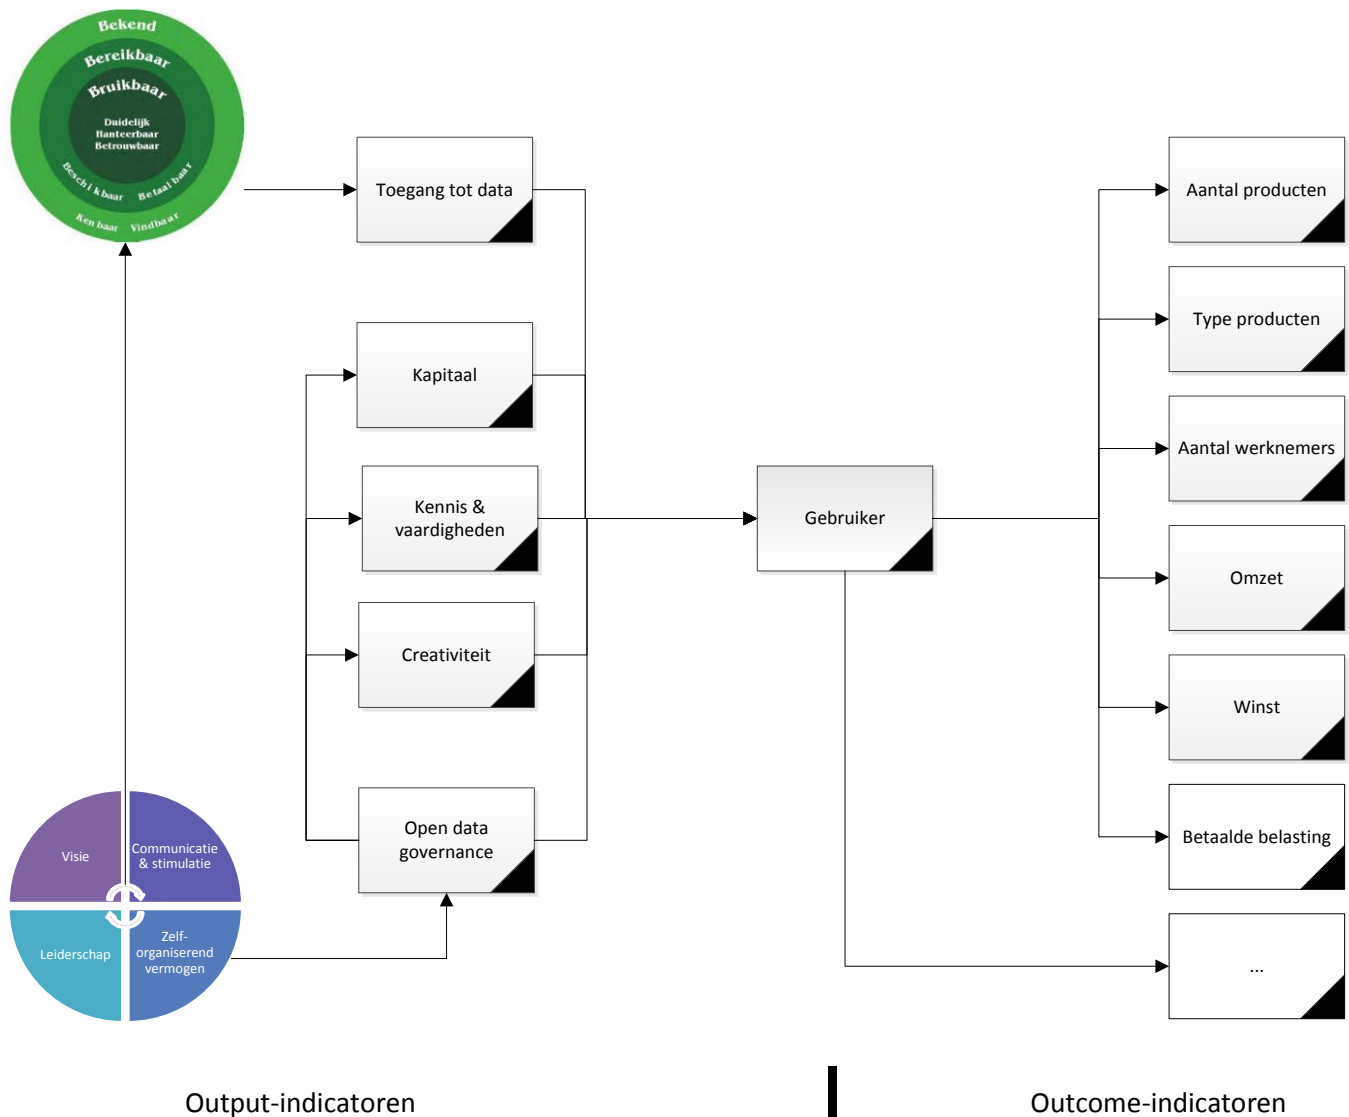 Bekend
Bereikbaar
Bruikbaar
Duidelijk
Hanteerbaar
Betrouwbaar
Beschikbaar Betaalbaar
Kenbaar Vindbaar
Toegang tot data
Kapitaal
Kennis &
vaardigheden
Creativiteit
Open data
governance
Visie
Communicatie
& stimulatie
Leiderschap
Zelf-
organiserend
vermogen
Gebruiker
Aantal producten
Type producten
Aantal werknemers
Omzet
Winst
Betaalde belasting
...
Output-indicatoren
Outcome-indicatoren